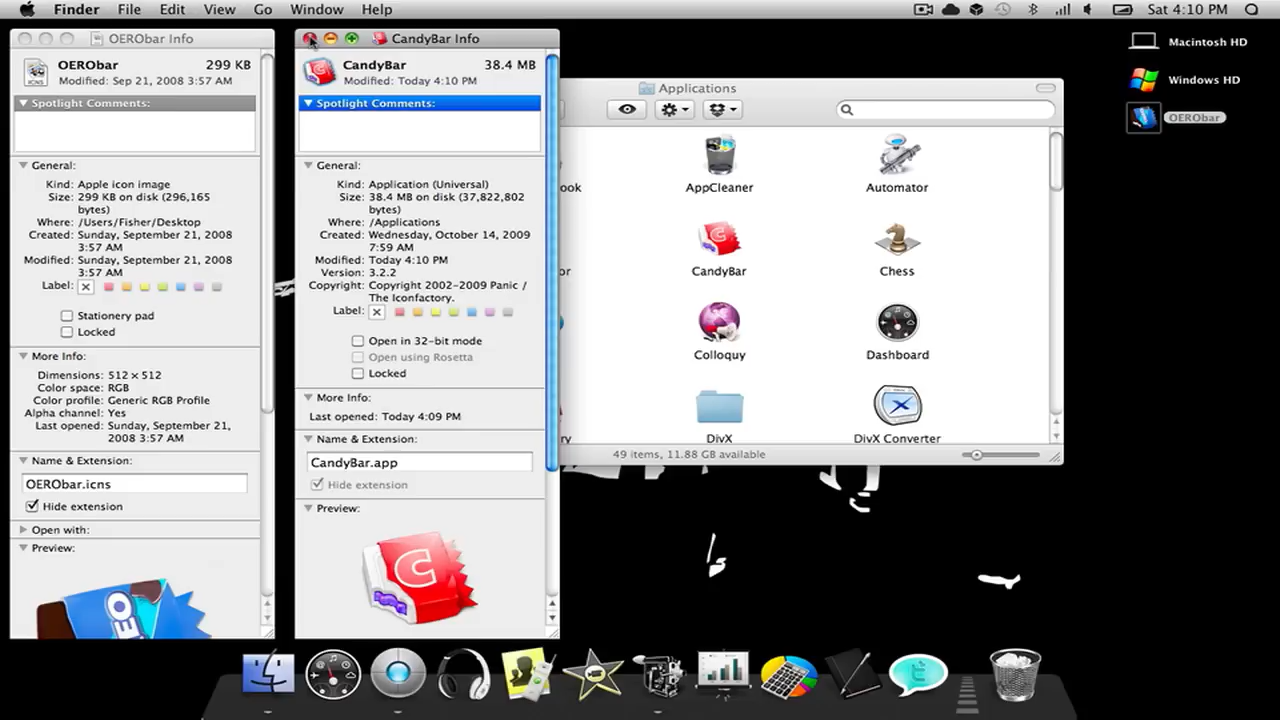 Finder File Edit View Go Window Help Sat 4:10 PM
OERObar Info
OERObar 299 KB
Modified: Sep 21, 2008 3:57 AM
Spotlight Comments:
General:
Kind: Apple icon image
Size: 299 KB on disk (296,165
bytes)
Where: /Users/Fisher/Desktop
Created: Sunday, September 21, 2008
3:57 AM
Modified: Sunday, September 21, 2008
3:57 AM
Label:
Stationery pad
Locked
More Info:
Dimensions: 512 × 512
Color space: RGB
Color profile: Generic RGB Profile
Alpha channel: Yes
Last opened: Sunday, September 21,
2008 3:57 AM
Name & Extension:
OERObar.icns
Hide extension
Open with:
Preview:
CandyBar Info
CandyBar 38.4 MB
Modified: Today 4:10 PM
Spotlight Comments:
General:
Kind: Application (Universal)
Size: 38.4 MB on disk (37,822,802
bytes)
Where: /Applications
Created: Wednesday, October 14, 2009
7:59 AM
Modified: Today 4:10 PM
Version: 3.2.2
Copyright: Copyright 2002-2009 Panic /
The Iconfactory.
Label:
Open in 32-bit mode
Open using Rosetta
Locked
More Info:
Last opened: Today 4:09 PM
Name & Extension:
CandyBar.app
Hide extension
Preview:
C
Applications
ook
AppCleaner
Automator
CandyBar
Chess
or
Colloquy
Dashboard
ry
DivX
DivX Converter
49 items, 11.88 GB available
Macintosh HD
Windows HD
OERObar